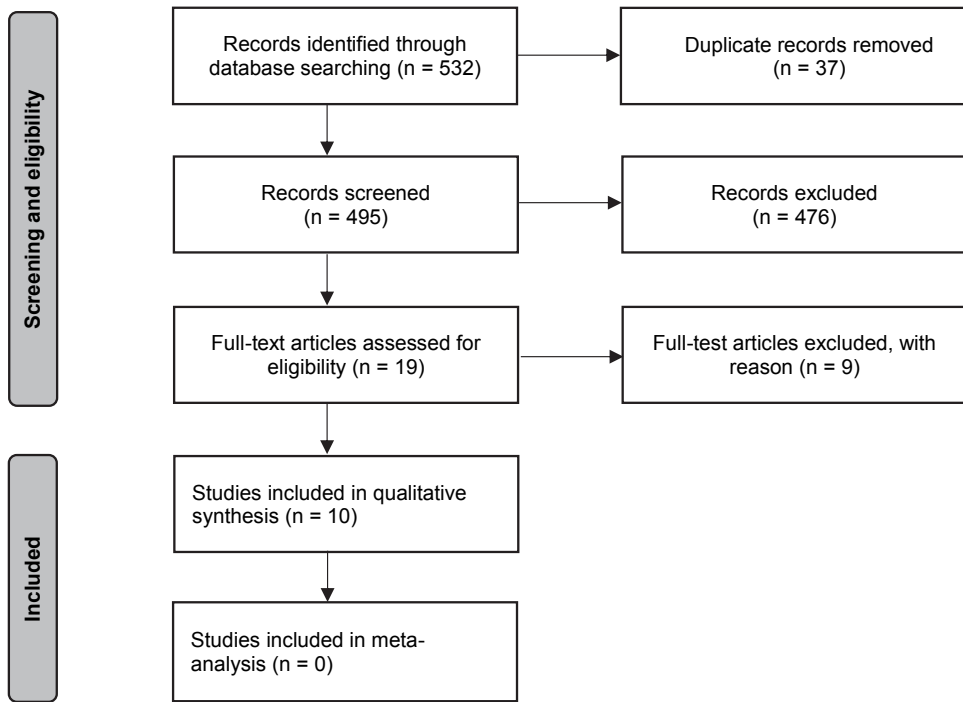 Screening and eligibility
Records identified through
database searching (n = 532)
Duplicate records removed
(n = 37)
Records screened
(n = 495)
Records excluded
(n = 476)
Full-text articles assessed for
eligibility (n = 19)
Full-test articles excluded, with
reason (n = 9)
Included
Studies included in qualitative
synthesis (n = 10)
Studies included in meta-
analysis (n = 0)